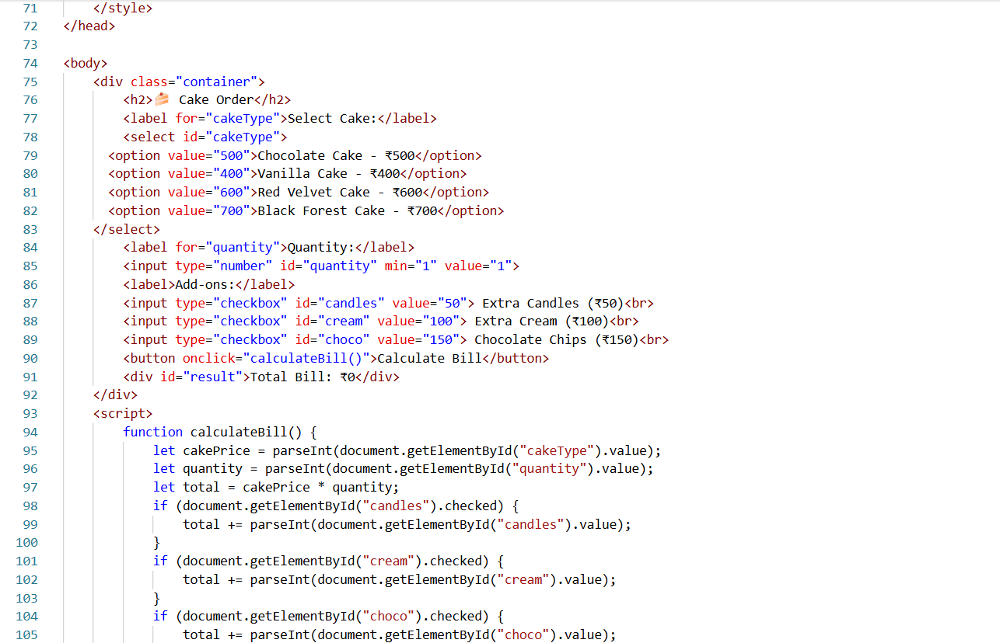 71 </style>
72 </head>
73
74 <body>
75 <div class="container">
76 <h2>🍰 Cake Order</h2>
77 <label for="cakeType">Select Cake:</label>
78 <select id="cakeType">
79 <option value="500">Chocolate Cake - ₹500</option>
80 <option value="400">Vanilla Cake - ₹400</option>
81 <option value="600">Red Velvet Cake - ₹600</option>
82 <option value="700">Black Forest Cake - ₹700</option>
83 </select>
84 <label for="quantity">Quantity:</label>
85 <input type="number" id="quantity" min="1" value="1">
86 <label>Add-ons:</label>
87 <input type="checkbox" id="candles" value="50"> Extra Candles (₹50)<br>
88 <input type="checkbox" id="cream" value="100"> Extra Cream (₹100)<br>
89 <input type="checkbox" id="choco" value="150"> Chocolate Chips (₹150)<br>
90 <button onclick="calculateBill()">Calculate Bill</button>
91 <div id="result">Total Bill: ₹0</div>
92 </div>
93 <script>
94 function calculateBill() {
95 let cakePrice = parseInt(document.getElementById("cakeType").value);
96 let quantity = parseInt(document.getElementById("quantity").value);
97 let total = cakePrice * quantity;
98 if (document.getElementById("candles").checked) {
99 total += parseInt(document.getElementById("candles").value);
100 }
101 if (document.getElementById("cream").checked) {
102 total += parseInt(document.getElementById("cream").value);
103 }
104 if (document.getElementById("choco").checked) {
105 total += parseInt(document.getElementById("choco").value);